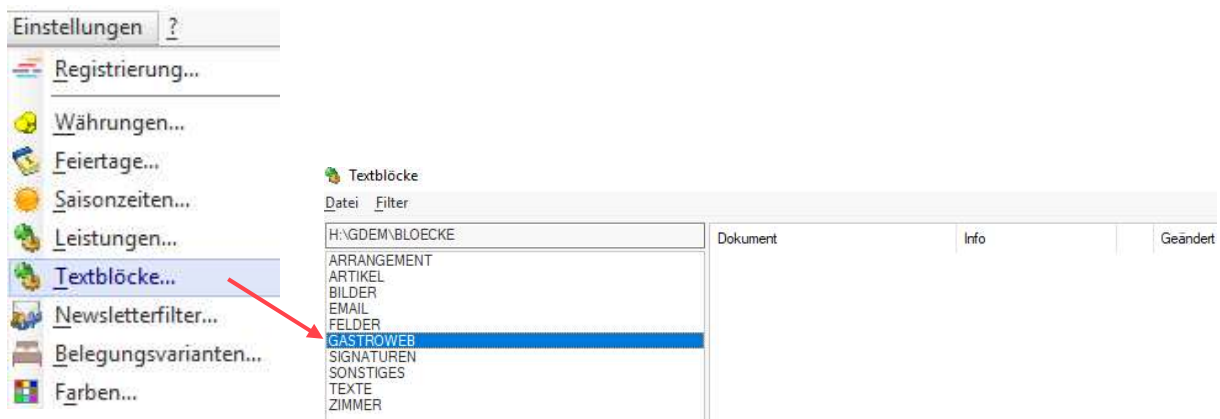 Einstellungen ?
Registrierung...
Währungen...
Feiertage...
Saisonzeiten...
Leistungen...
Textblöcke...
Newsletterfilter...
Belegungsvarianten...
Farben...
Textblöcke
Datei Filter
H:\GDEM\BLOECKE
Dokument Info Geändert
ARRANGEMENT
ARTIKEL
BILDER
EMAIL
FELDER
GASTROWEB
SIGNATUREN
SONSTIGES
TEXTE
ZIMMER